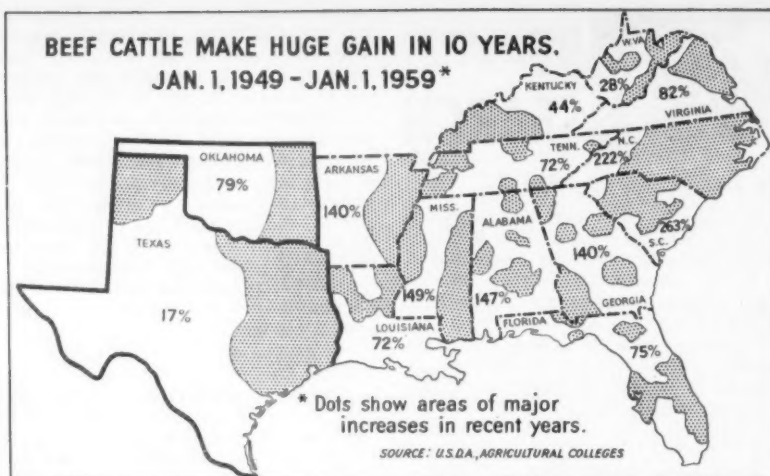 BEEF CATTLE MAKE HUGE GAIN IN 10 YEARS.
JAN. 1, 1949 - JAN. 1, 1959*
W.VA.
28%
KENTUCKY
44%
82%
VIRGINIA
OKLAHOMA
79%
ARKANSAS
140%
TENN.
72%
N.C.
222%
MISS.
149%
ALABAMA
147%
263%
S.C.
140%
GEORGIA
TEXAS
17%
LOUISIANA
72%
FLORIDA
75%
* Dots show areas of major
increases in recent years.
SOURCE: U.S.D.A., AGRICULTURAL COLLEGES